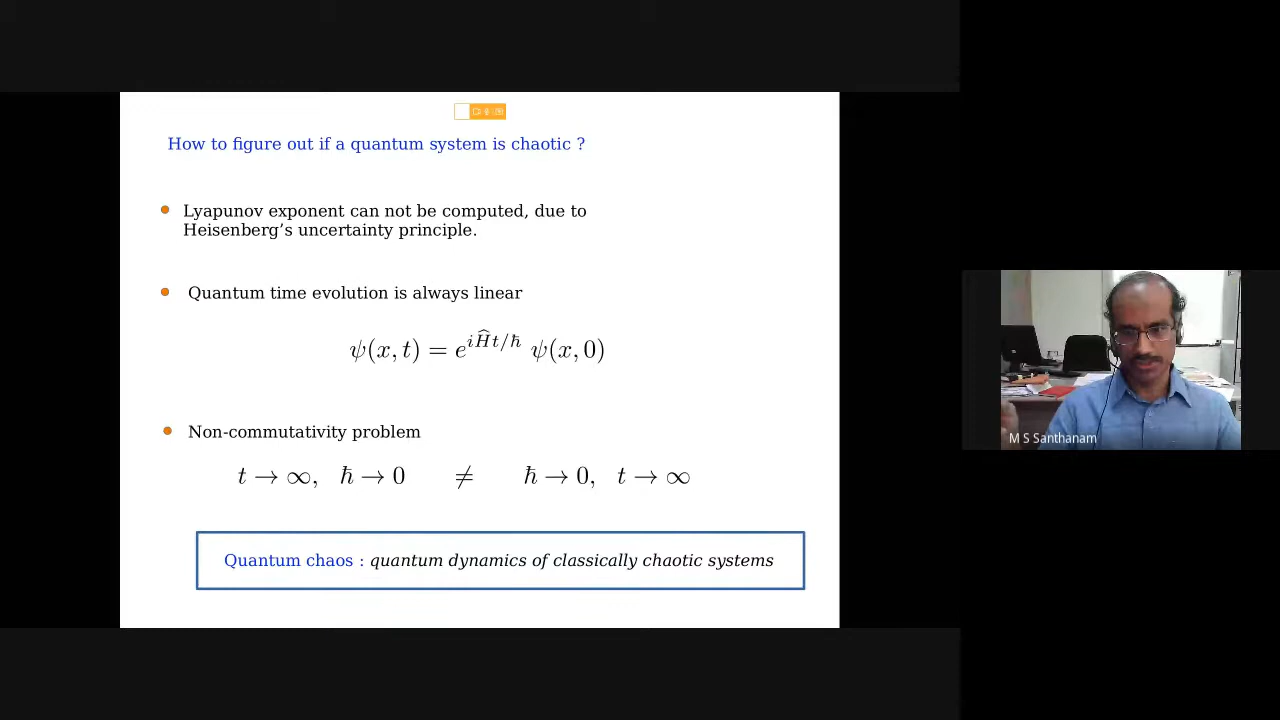 How to figure out if a quantum system is chaotic ?
Lyapunov exponent can not be computed, due to
Heisenberg's uncertainty principle.
Quantum time evolution is always linear
ψ(x, t) = e^{iĤt/ħ} ψ(x, 0)
Non-commutativity problem
t → ∞, ħ → 0 ≠ ħ → 0, t → ∞
Quantum chaos : quantum dynamics of classically chaotic systems
M S Santhanam